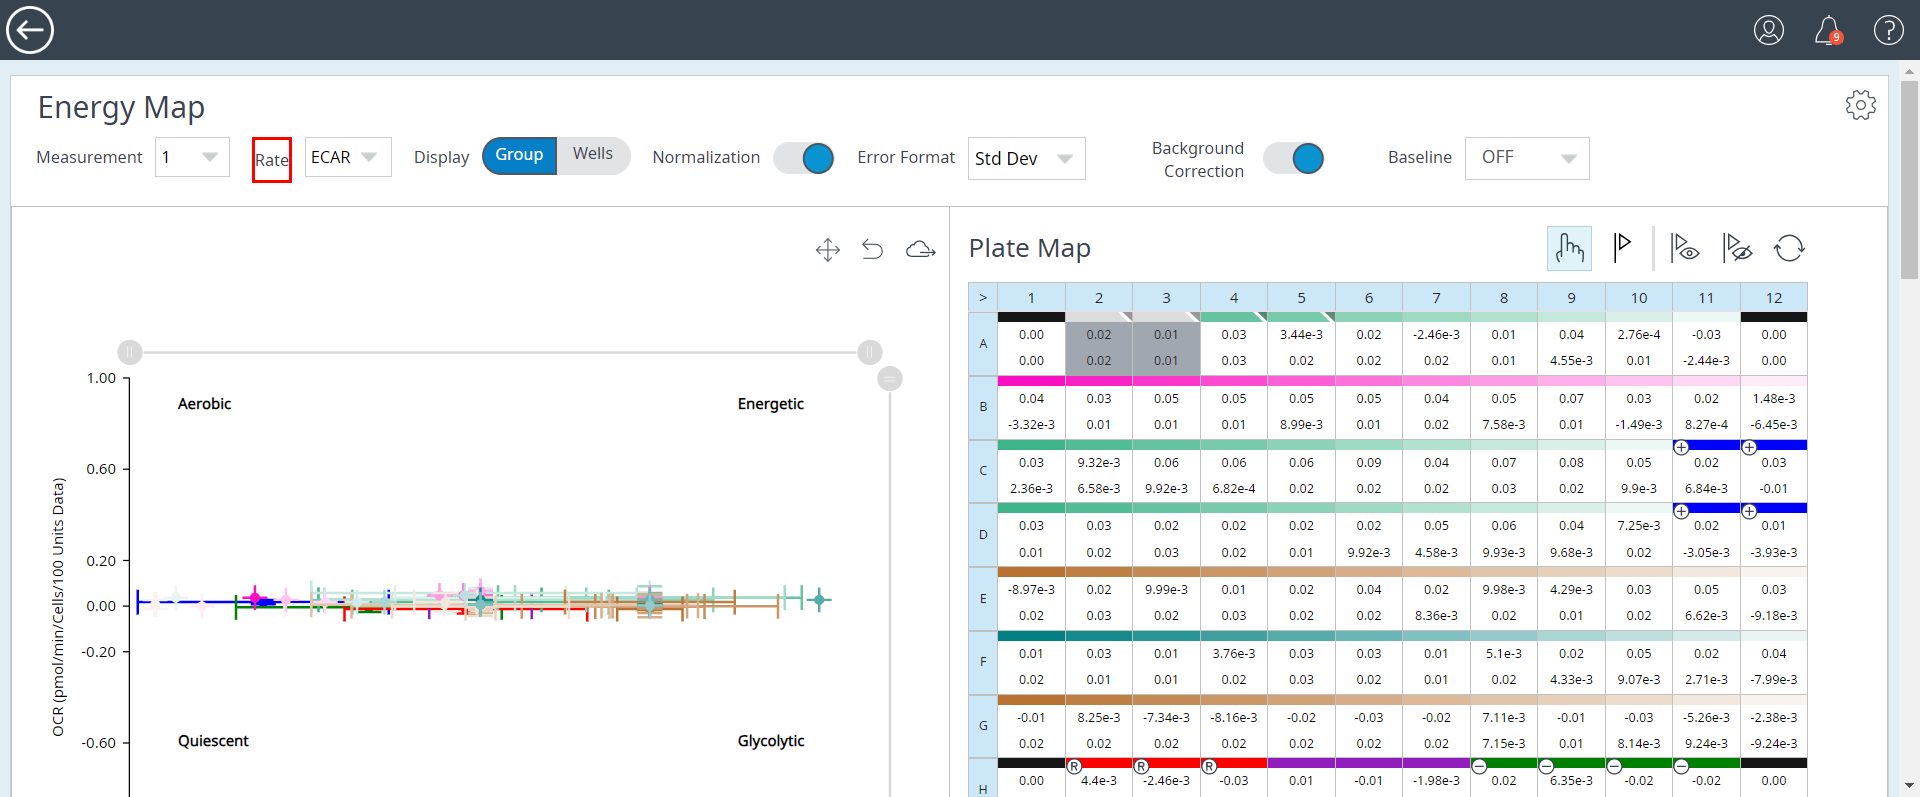 9
Energy Map
Measurement 1 Rate ECAR Display Group Wells Normalization Error Format Std Dev Background Correction Baseline OFF
Plate Map
> 1 2 3 4 5 6 7 8 9 10 11 12
A 0.00 0.02 0.01 0.03 3.44e-3 0.02 -2.46e-3 0.01 0.04 2.76e-4 -0.03 0.00
0.00 0.02 0.01 0.03 0.02 0.02 0.02 0.01 4.55e-3 0.01 -2.44e-3 0.00
B 0.04 0.03 0.05 0.05 0.05 0.05 0.04 0.05 0.07 0.03 0.02 1.48e-3
-3.32e-3 0.01 0.01 0.01 8.99e-3 0.01 0.02 7.58e-3 0.01 -1.49e-3 8.27e-4 -6.45e-3
C 0.03 9.32e-3 0.06 0.06 0.06 0.09 0.04 0.07 0.08 0.05 0.02 0.03
2.36e-3 6.58e-3 9.92e-3 6.82e-4 0.02 0.02 0.02 0.03 0.02 9.9e-3 6.84e-3 -0.01
D 0.03 0.03 0.02 0.02 0.02 0.02 0.05 0.06 0.04 7.25e-3 0.02 0.01
0.01 0.02 0.03 0.02 0.01 9.92e-3 4.58e-3 9.93e-3 9.68e-3 0.02 -3.05e-3 -3.93e-3
E -8.97e-3 0.02 9.99e-3 0.01 0.02 0.04 0.02 9.98e-3 4.29e-3 0.03 0.05 0.03
0.02 0.03 0.02 0.03 0.02 0.02 8.36e-3 0.02 0.01 0.02 6.62e-3 -9.18e-3
F 0.01 0.03 0.01 3.76e-3 0.03 0.03 0.01 5.1e-3 0.02 0.05 0.02 0.04
0.02 0.01 0.01 0.02 0.03 0.02 0.01 0.02 4.33e-3 9.07e-3 2.71e-3 -7.99e-3
G -0.01 8.25e-3 -7.34e-3 -8.16e-3 -0.02 -0.03 -0.02 7.11e-3 -0.01 -0.03 -5.26e-3 -2.38e-3
0.02 0.02 0.02 0.02 0.02 0.02 0.02 7.15e-3 0.01 8.14e-3 9.24e-3 -9.24e-3
R R R
H 0.00 4.4e-3 -2.46e-3 -0.03 0.01 -0.01 -1.98e-3 0.02 6.35e-3 -0.02 -0.02 0.00
1.00
Aerobic Energetic
0.60
0.20
0.00
-0.20
-0.60
Quiescent Glycolytic
OCR (pmol/min/Cells/100 Units Data)